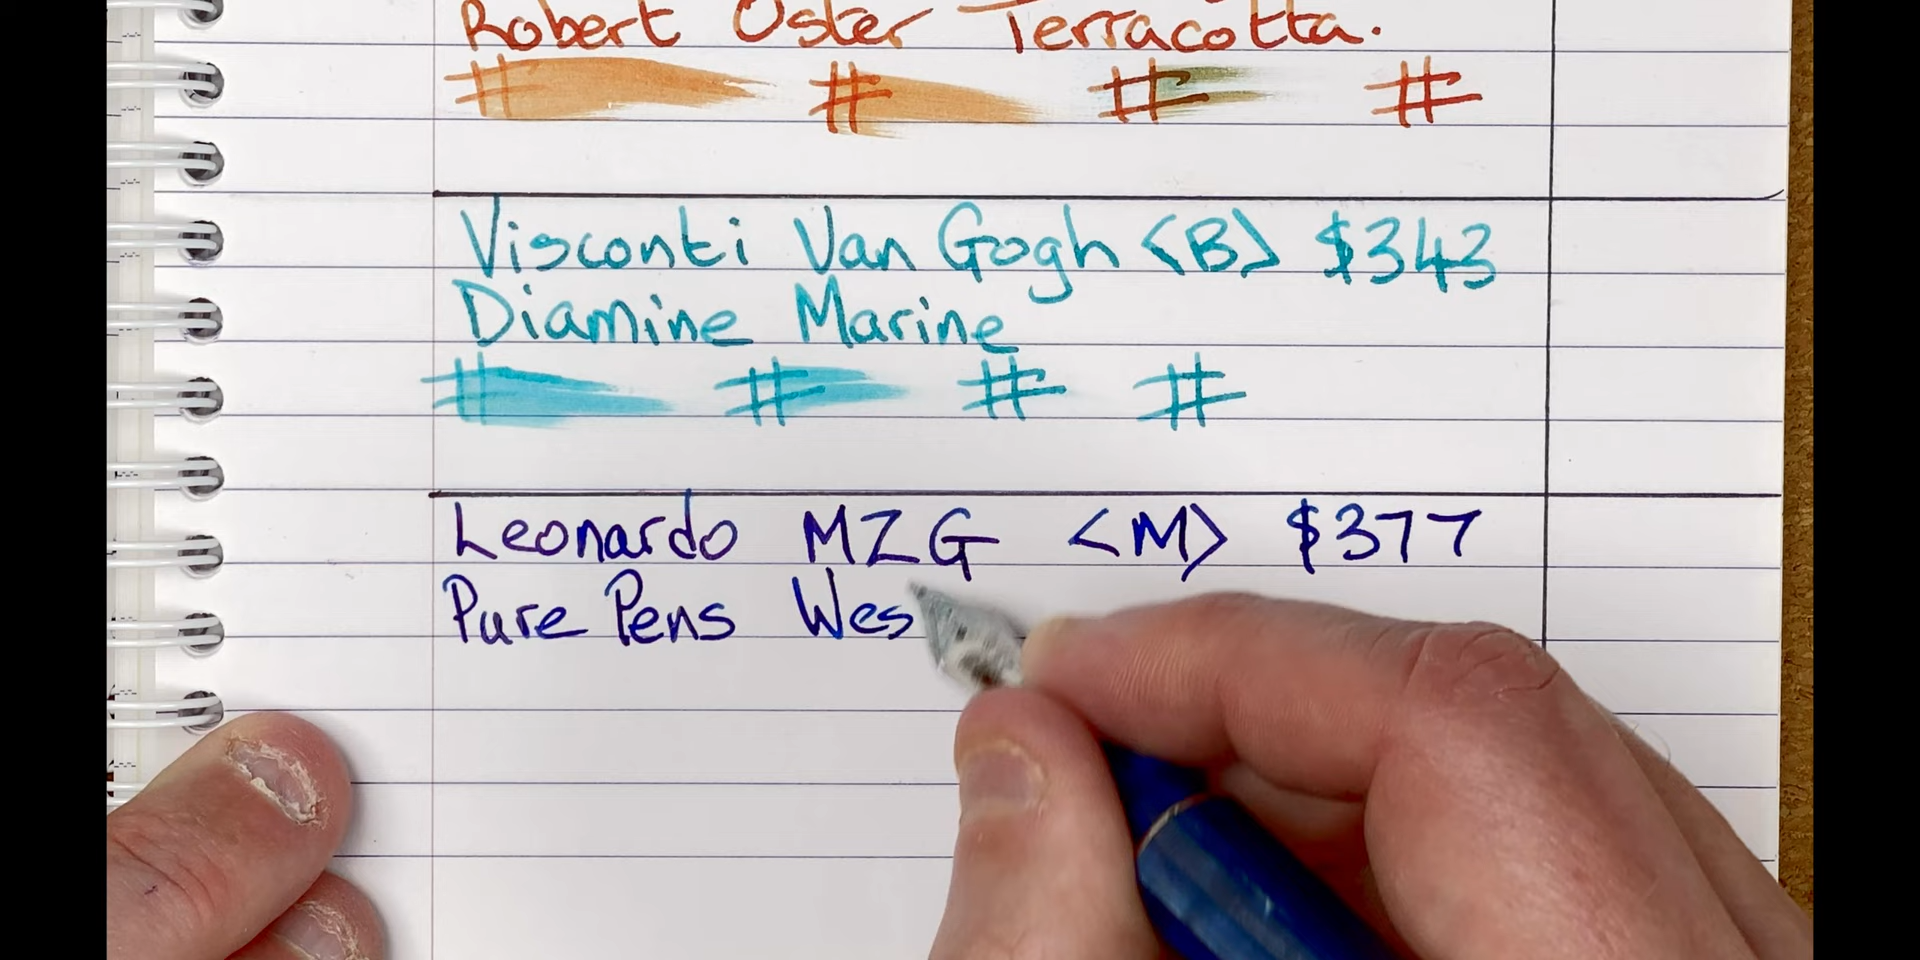 Robert Oster Terracotta.
# # # #
Visconti Van Gogh <B> $343
Diamine Marine
# # # #
Leonardo MZG <M> $377
Pure Pens Wes